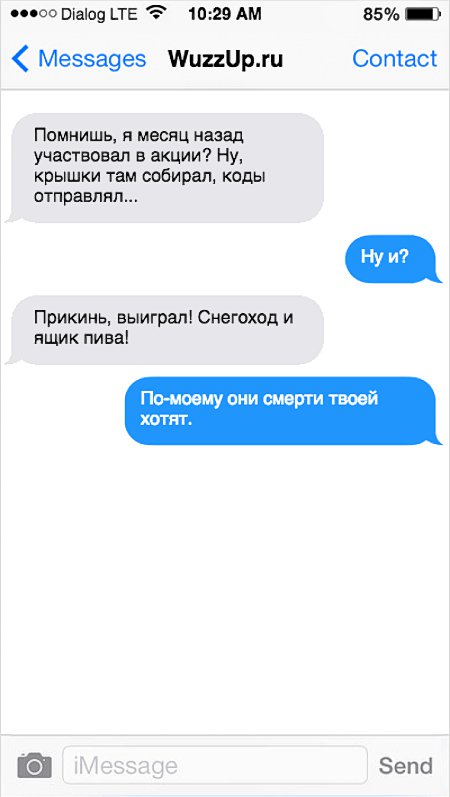 Dialog LTE 10:29 AM 85%
Messages WuzzUp.ru Contact
Помнишь, я месяц назад
участвовал в акции? Ну,
крышки там собирал, коды
отправлял...
Ну и?
Прикинь, выиграл! Снегоход и
ящик пива!
По-моему они смерти твоей
хотят.
iMessage Send